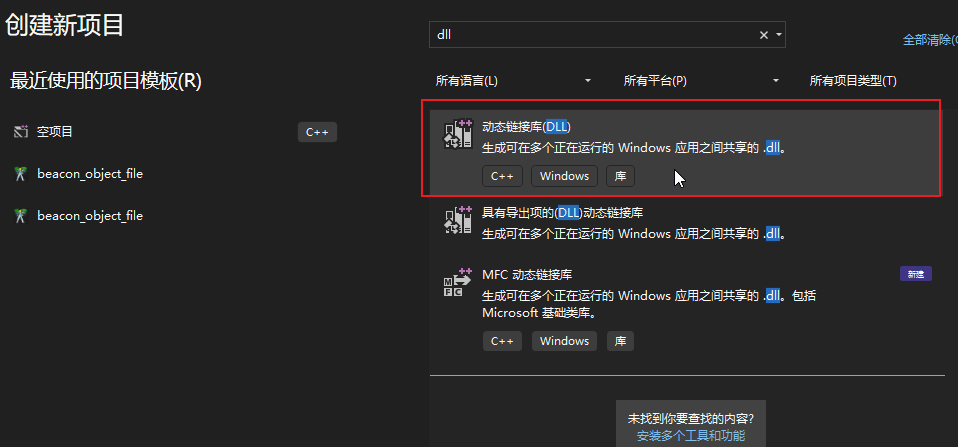 创建新项目
dll
全部清除(C
最近使用的项目模板(R)
所有语言(L)
所有平台(P)
所有项目类型(T)
空项目
C++
beacon_object_file
beacon_object_file
动态链接库(DLL)
生成可在多个正在运行的 Windows 应用之间共享的 .dll。
C++
Windows
库
具有导出项的(DLL)动态链接库
生成可在多个正在运行的 Windows 应用之间共享的 .dll。
MFC 动态链接库
新建
生成可在多个正在运行的 Windows 应用之间共享的 .dll。包括
Microsoft 基础类库。
C++
Windows
库
未找到你要查找的内容?
安装多个工具和功能